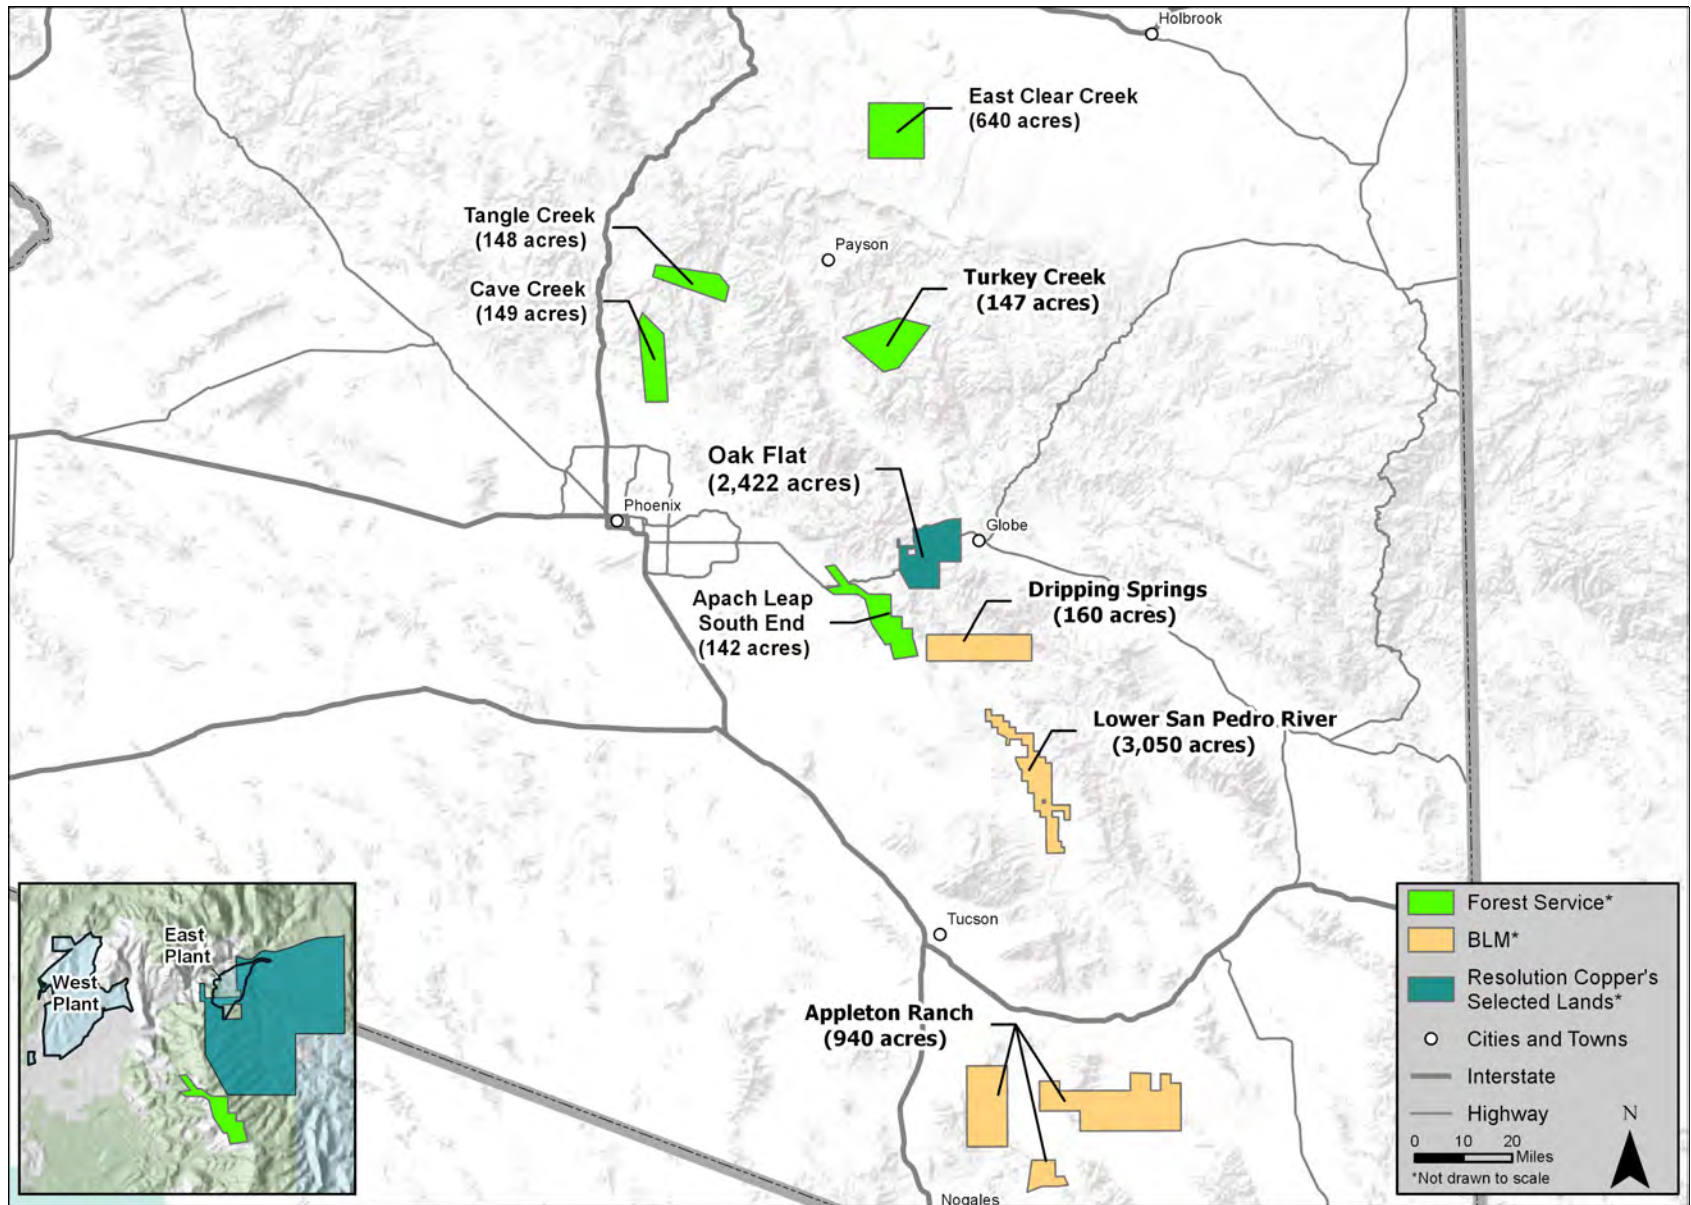 Holbrook
East Clear Creek
(640 acres)
Tangle Creek
(148 acres)
Payson
Cave Creek
(149 acres)
Turkey Creek
(147 acres)
Oak Flat
(2,422 acres)
Phoenix
Globe
Apach Leap
South End
(142 acres)
Dripping Springs
(160 acres)
Lower San Pedro River
(3,050 acres)
Tucson
Appleton Ranch
(940 acres)
Nogales
East
Plant
West
Plant
Forest Service*
BLM*
Resolution Copper's
Selected Lands*
Cities and Towns
Interstate
Highway
N
0 10 20
Miles
*Not drawn to scale